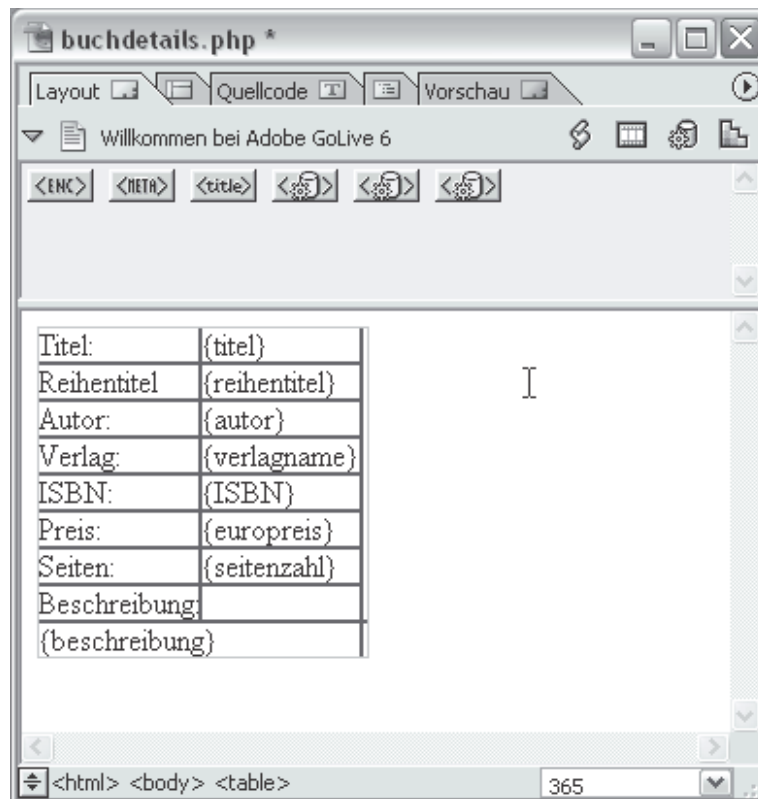 buchdetails.php *
Layout Quellcode T Vorschau
Willkommen bei Adobe GoLive 6
<ENC> <META> <title>
Titel: {titel}
Reihentitel {reihentitel}
Autor: {autor}
Verlag: {verlagname}
ISBN: {ISBN}
Preis: {europreis}
Seiten: {seitenzahl}
Beschreibung:
{beschreibung}
<html> <body> <table> 365